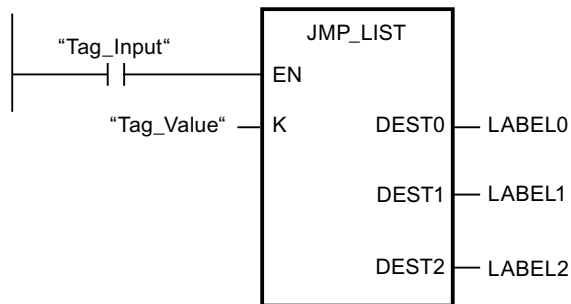 JMP_LIST
“Tag_Input“
EN
“Tag_Value“ K DEST0 LABEL0
DEST1 LABEL1
DEST2 LABEL2